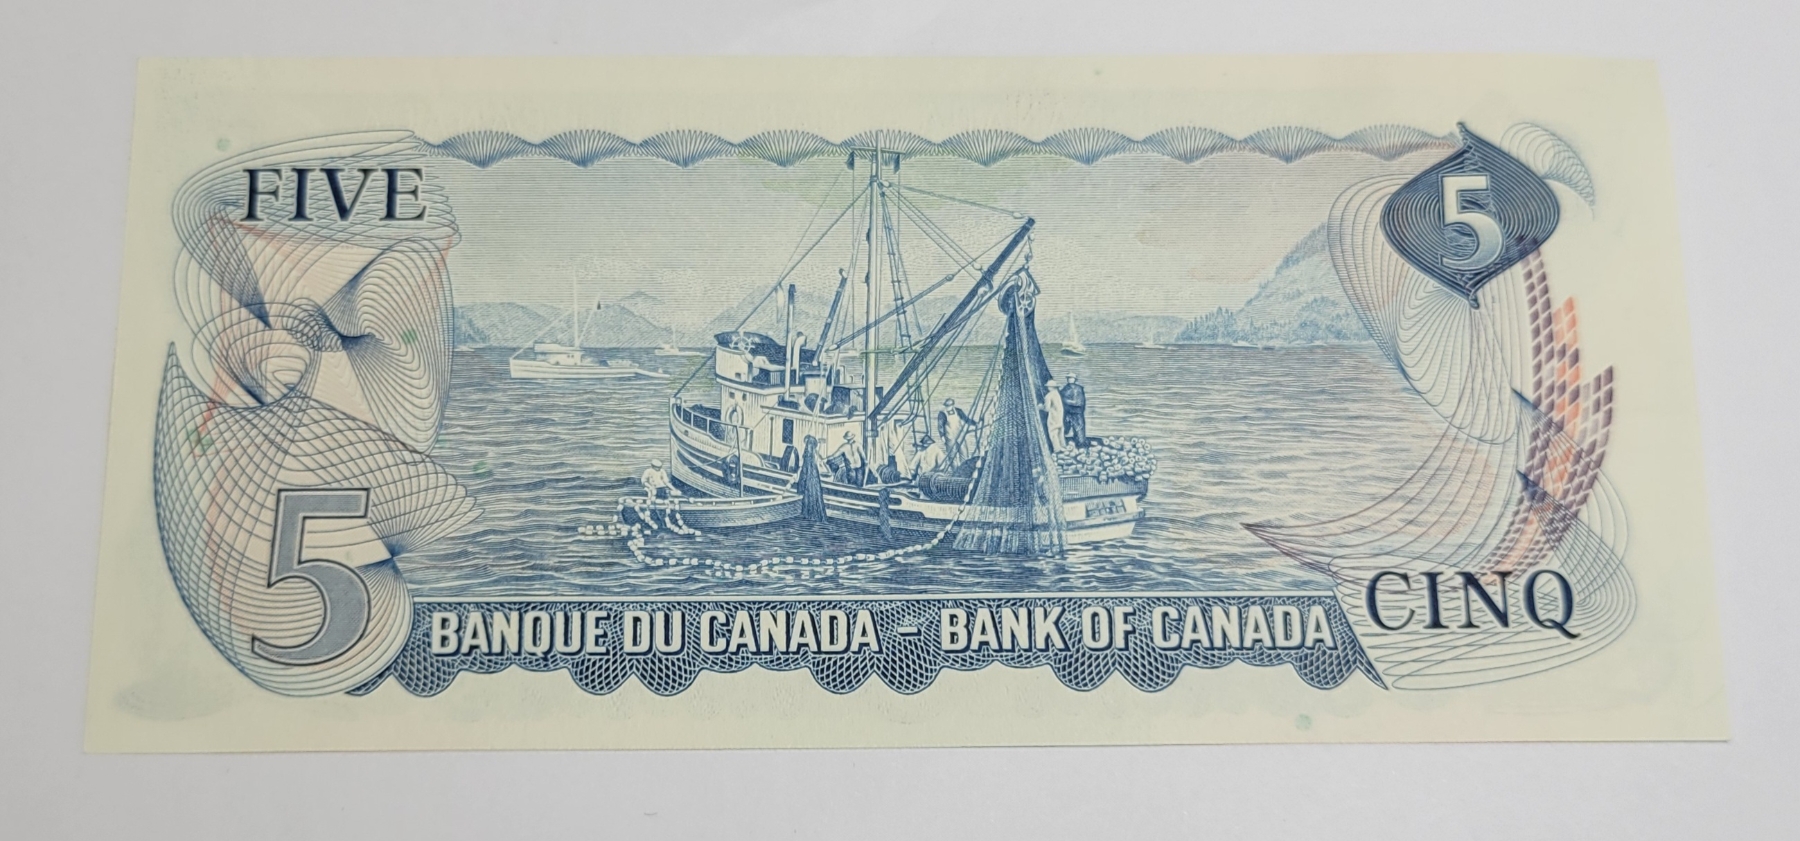 FIVE
5
5
BANQUE DU CANADA - BANK OF CANADA
CINQ